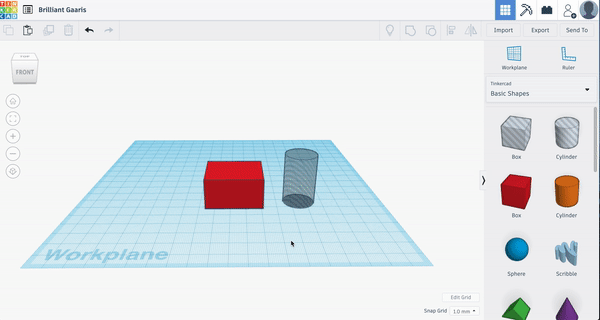 TIN
KER
CAD
Brilliant Gaaris
Import
Export
Send To
FRONT
Workplane
Ruler
Tinkercad
Basic Shapes
Box
Cylinder
Box
Cylinder
Sphere
Scribble
Workplane
Edit Grid
Snap Grid 1.0 mm